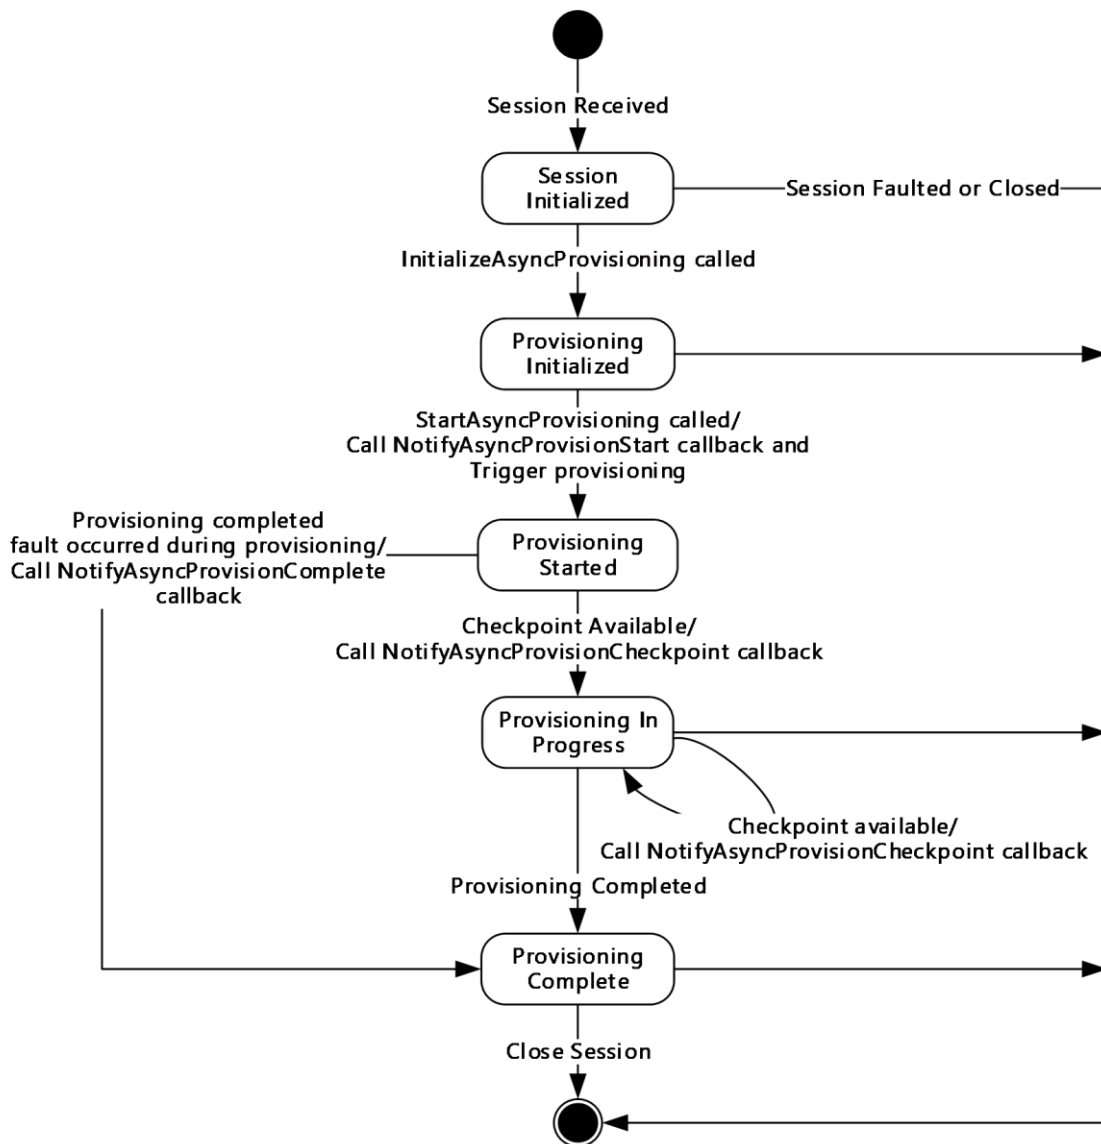 Session Received
Session
Initialized
Session Faulted or Closed
InitializeAsyncProvisioning called
Provisioning
Initialized
StartAsyncProvisioning called/
Call NotifyAsyncProvisionStart callback and
Trigger provisioning
Provisioning completed
fault occurred during provisioning/
Call NotifyAsyncProvisionComplete
callback
Provisioning
Started
Checkpoint Available/
Call NotifyAsyncProvisionCheckpoint callback
Provisioning In
Progress
Checkpoint available/
Call NotifyAsyncProvisionCheckpoint callback
Provisioning Completed
Provisioning
Complete
Close Session